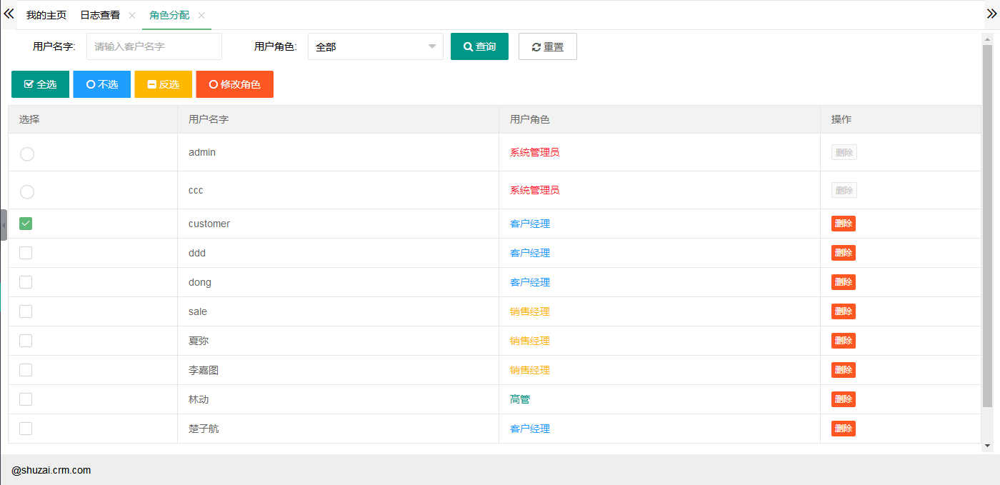 我的主页 日志查看 角色分配
用户名字: 请输入客户名字 用户角色: 全部 查询 重置
全选 不选 反选 修改角色
选择 用户名字 用户角色 操作
admin 系统管理员 删除
ccc 系统管理员 删除
customer 客户经理 删除
ddd 客户经理 删除
dong 客户经理 删除
sale 销售经理 删除
夏弥 销售经理 删除
李嘉图 销售经理 删除
林动 高管 删除
楚子航 客户经理 删除
@shuzai.crm.com